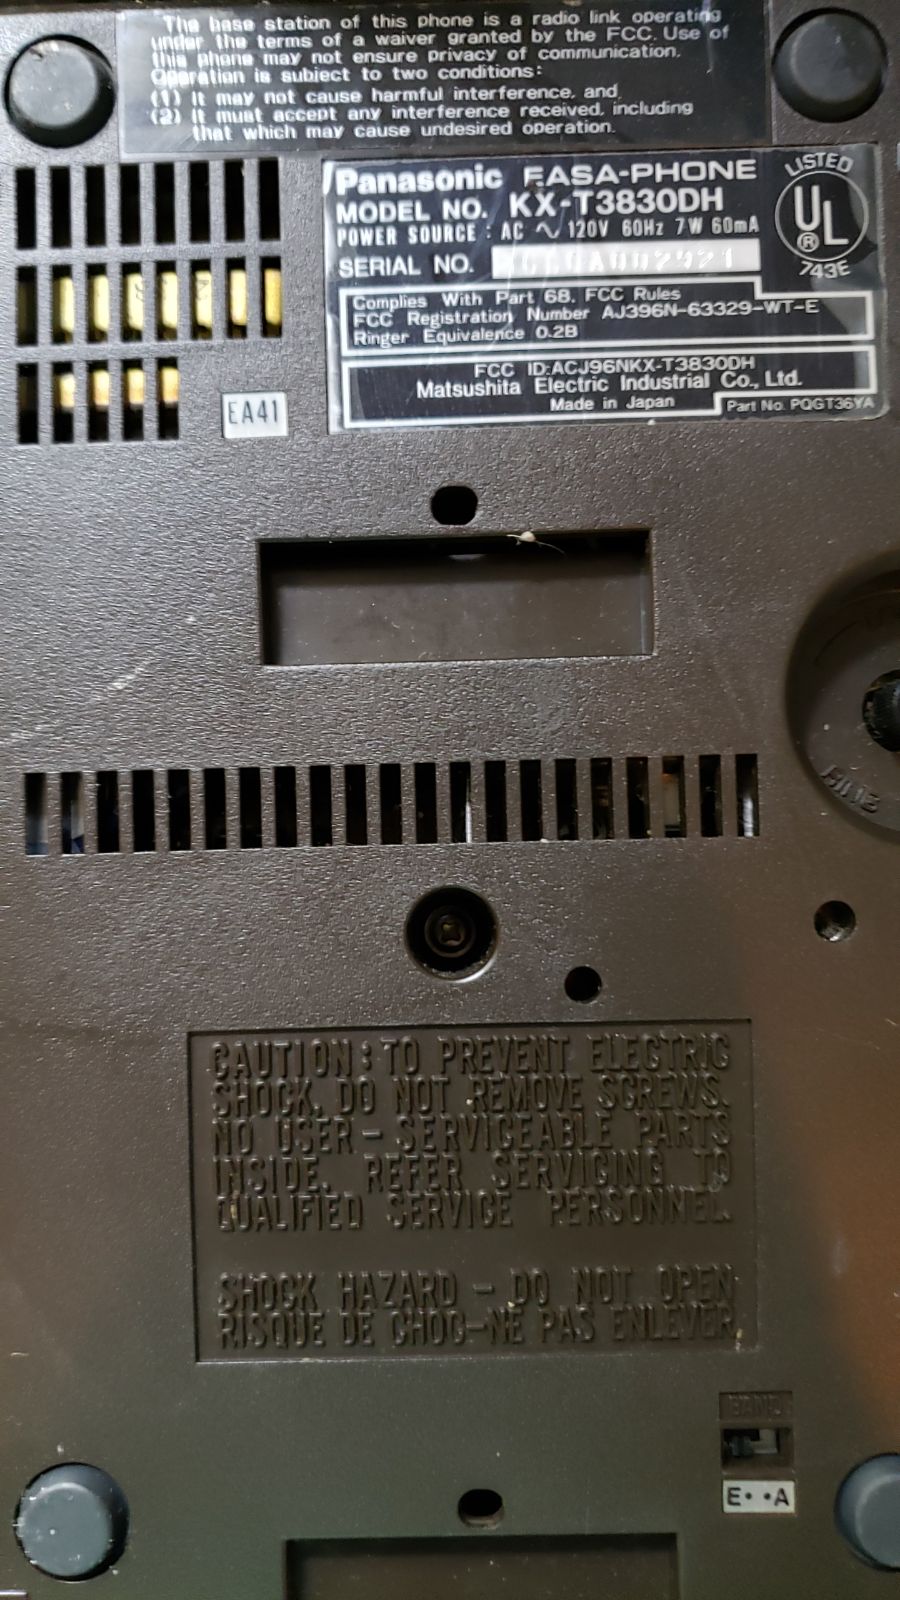 The base station of this phone is a radio link operating
under the terms of a waiver granted by the FCC. Use of
this phone may not ensure privacy of communication.
Operation is subject to two conditions:
(1) It may not cause harmful interference, and
(2) It must accept any interference received, including
that which may cause undesired operation.
Panasonic EASA-PHONE
MODEL NO. KX-T3830DH
POWER SOURCE : AC ∿ 120V 60Hz 7W 60mA
SERIAL NO.
LISTED
UL
®
743E
Complies With Part 68, FCC Rules
FCC Registration Number AJ396N-63329-WT-E
Ringer Equivalence 0.2B
FCC ID:ACJ96NKX-T3830DH
Matsushita Electric Industrial Co., Ltd.
Made in Japan
Part No. PQGT36YA
EA41
CAUTION : TO PREVENT ELECTRIC
SHOCK, DO NOT REMOVE SCREWS.
NO USER-SERVICEABLE PARTS
INSIDE. REFER SERVICING TO
QUALIFIED SERVICE PERSONNEL.
SHOCK HAZARD - DO NOT OPEN
RISQUE DE CHOC-NE PAS ENLEVER
BAND
E• •A